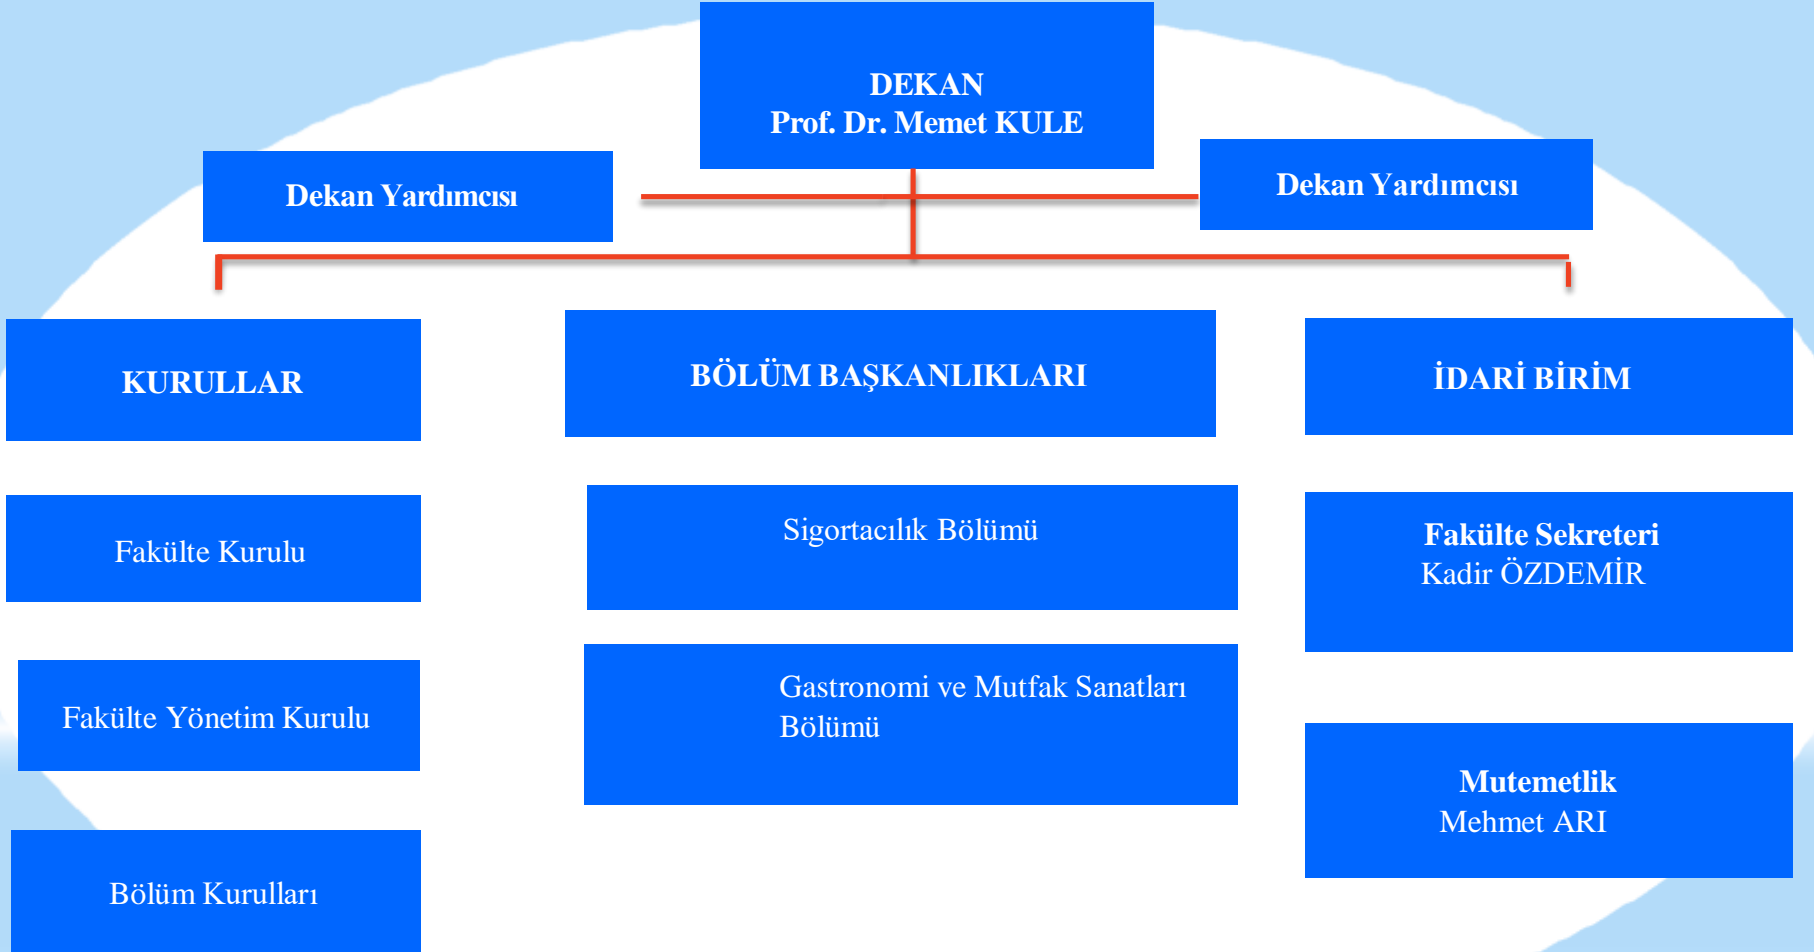 DEKAN
Prof. Dr. Memet KULE
Dekan Yardımcısı
Dekan Yardımcısı
KURULLAR
BÖLÜM BAŞKANLIKLARI
İDARİ BİRİM
Fakülte Kurulu
Sigortacılık Bölümü
Fakülte Sekreteri
Kadir ÖZDEMİR
Fakülte Yönetim Kurulu
Gastronomi ve Mutfak Sanatları
Bölümü
Mutemetlik
Mehmet ARI
Bölüm Kurulları